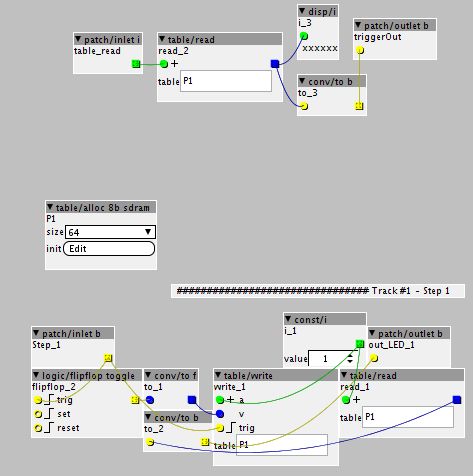 disp/i
i_3
xxxxxx
patch/inlet i
table_read
table/read
read_2
+
table P1
patch/outlet b
triggerOut
conv/to b
to_3
table/alloc 8b sdram
P1
size 64
init Edit
################################ Track #1 - Step 1
patch/inlet b
Step_1
const/i
i_1
value 1
patch/outlet b
out_LED_1
logic/flipflop toggle
flipflop_2
trig
set
reset
conv/to f
to_1
conv/to b
to_2
table/write
write_1
a
v
trig
table P1
table/read
read_1
+
table P1